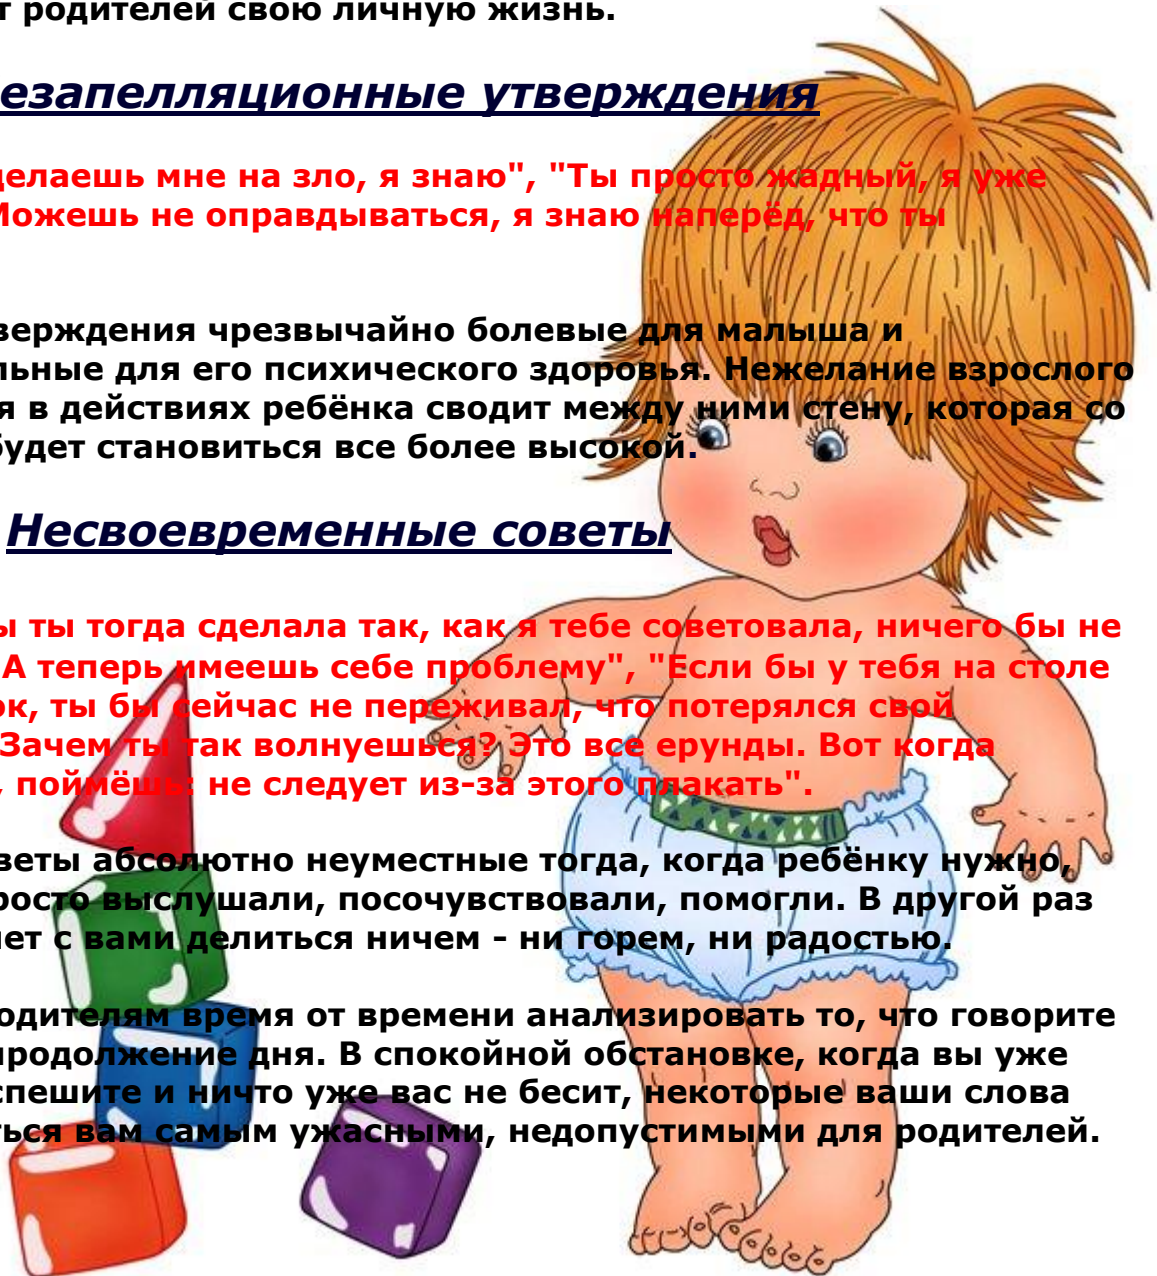 т родителей свою личную жизнь.
езапелляционные утверждения
делаешь мне на зло, я знаю", "Ты просто жадный, я уже
Можешь не оправдываться, я знаю наперёд, что ты
верждения чрезвычайно болевые для малыша и
льные для его психического здоровья. Нежелание взрослого
я в действиях ребёнка сводит между ними стену, которая со
будет становиться все более высокой.
Несвоевременные советы
ы ты тогда сделала так, как я тебе советовала, ничего бы не
А теперь имеешь себе проблему", "Если бы у тебя на столе
ок, ты бы сейчас не переживал, что потерялся свой
Зачем ты так волнуешься? Это все ерунды. Вот когда
, поймёшь: не следует из-за этого плакать".
веты абсолютно неуместные тогда, когда ребёнку нужно,
росто выслушали, посочувствовали, помогли. В другой раз
нет с вами делиться ничем - ни горем, ни радостью.
одителям время от времени анализировать то, что говорите
продолжение дня. В спокойной обстановке, когда вы уже
спешите и ничто уже вас не бесит, некоторые ваши слова
ться вам самым ужасными, недопустимыми для родителей.